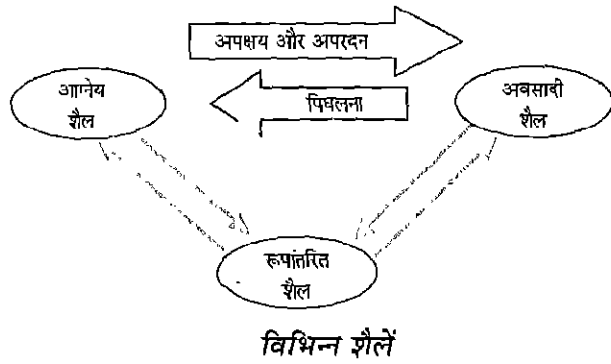 अपक्षय और अपरदन
आग्नेय
शैल
पिघलना
अवसादी
शैल
रूपांतरित
शैल
विभिन्न शैलें